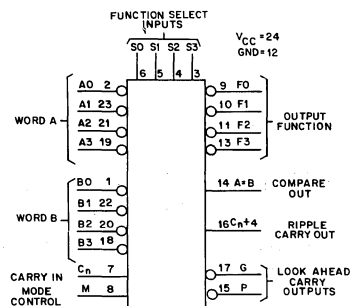 FUNCTION SELECT
INPUTS
S0 S1 S2 S3
VCC = 24
GND = 12
6 5 4 3
A0 2
9 F0
A1 23
10 F1
WORD A
A2 21
OUTPUT
FUNCTION
11 F2
A3 19
13 F3
B0 1
14 A=B
COMPARE
OUT
B1 22
WORD B
B2 20
16 Cn+4
RIPPLE
CARRY OUT
B3 18
CARRY IN
Cn 7
17 G
LOOK AHEAD
CARRY
OUTPUTS
MODE
CONTROL
M 8
15 P